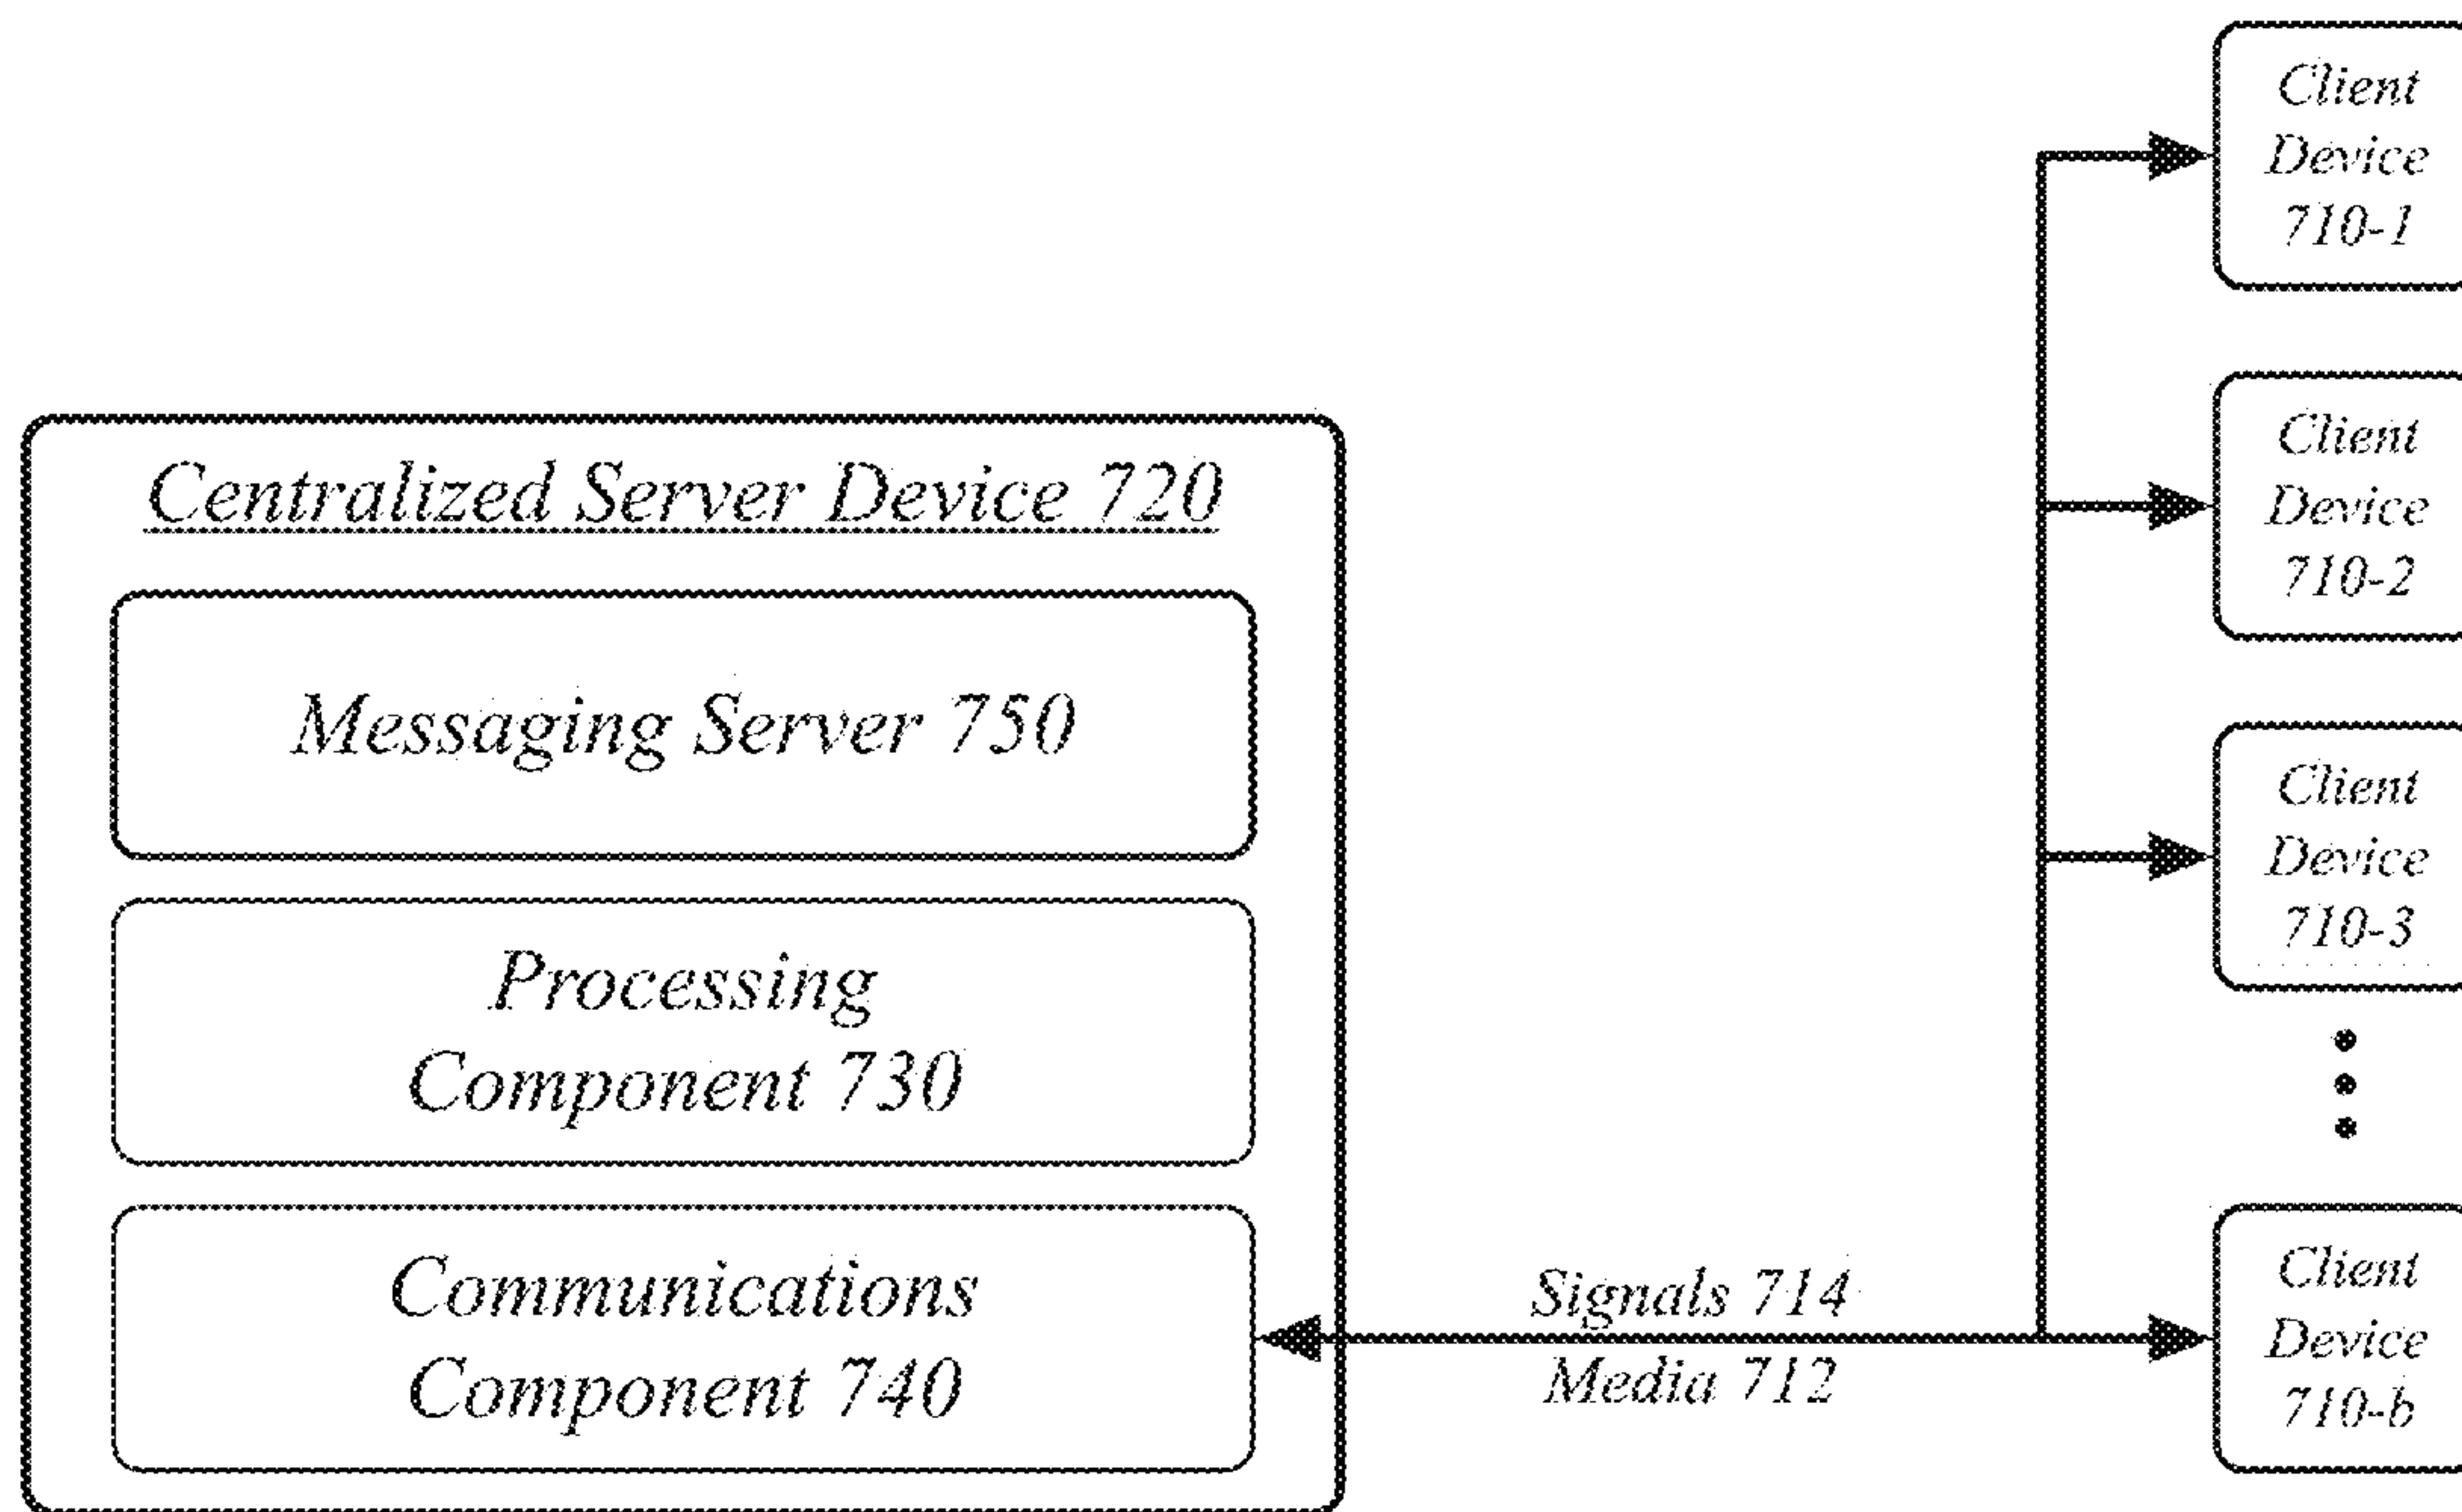 Centralized Server Device 720
Messaging Server 750
Processing
Component 730
Communications
Component 740
Signals 714
Media 712
Client
Device
710-1
Client
Device
710-2
Client
Device
710-3
Client
Device
710-b